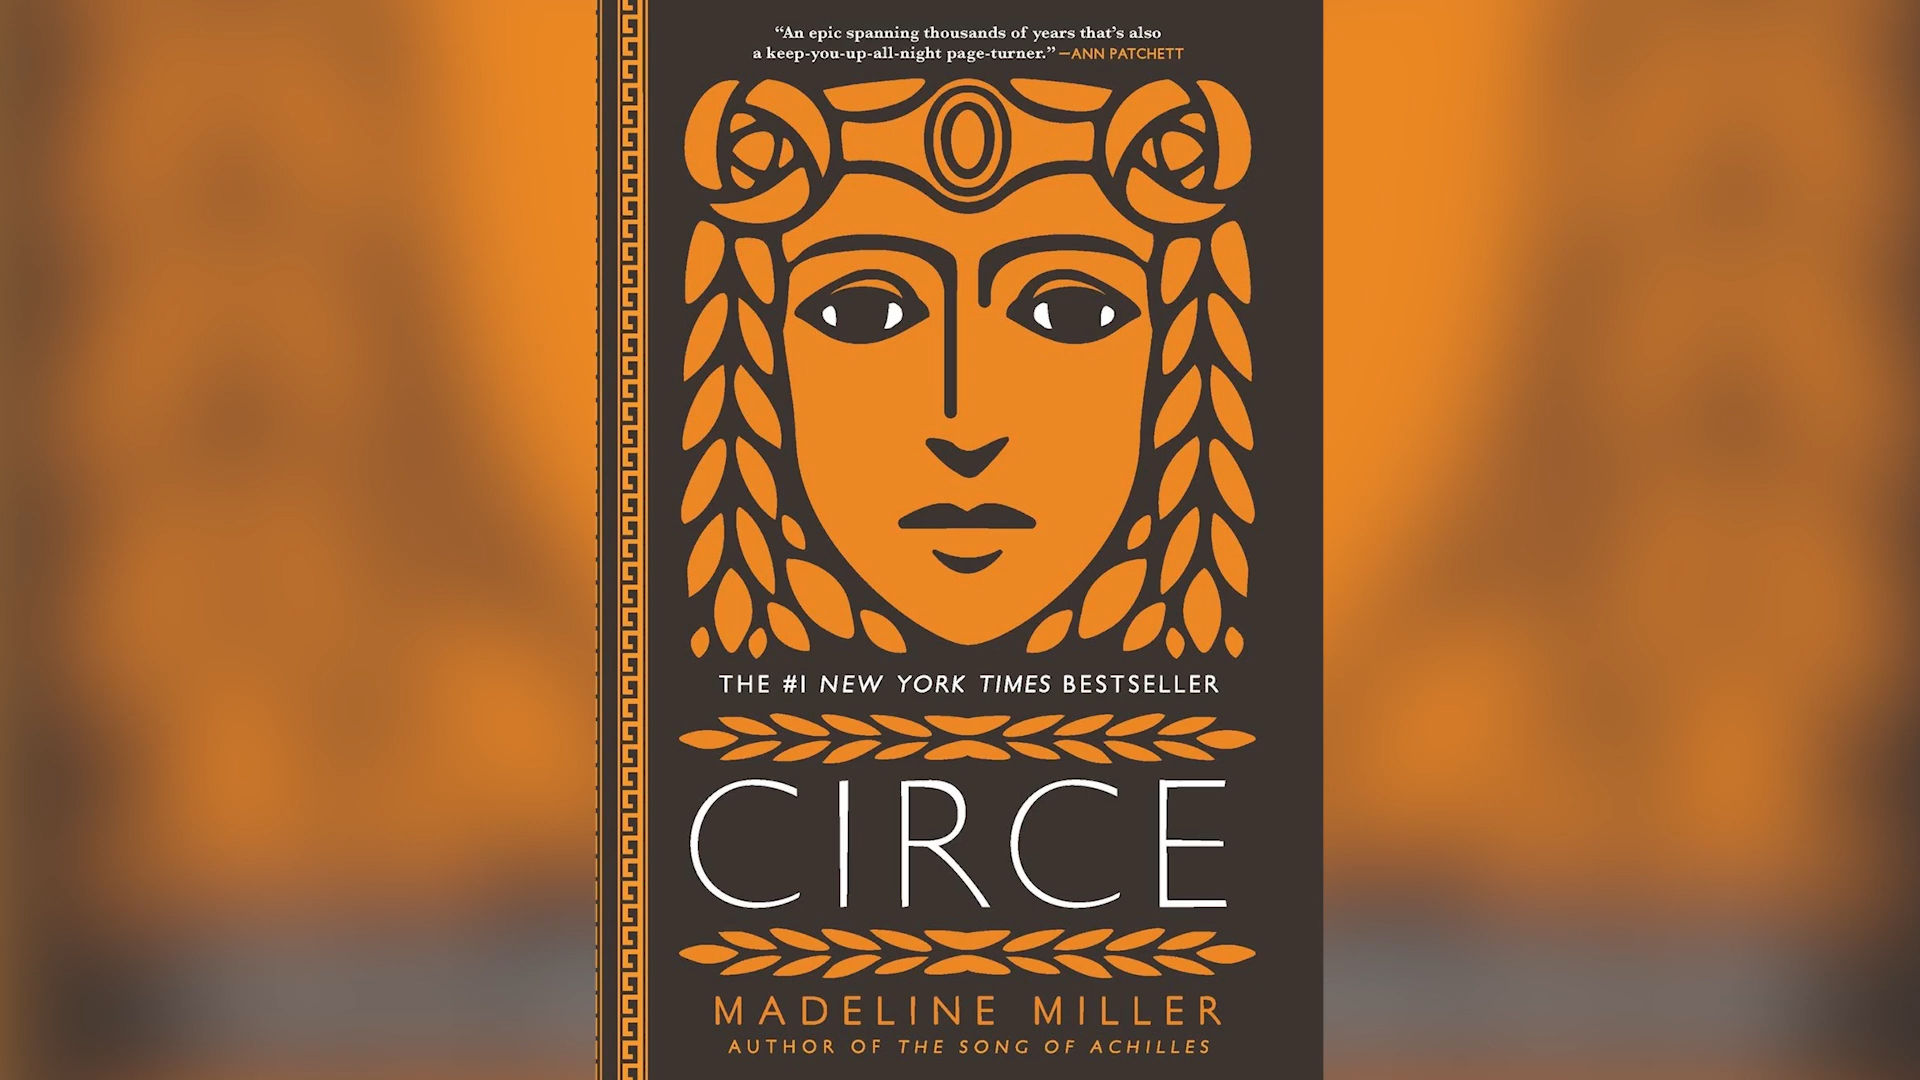 “An epic spanning thousands of years that’s also
a keep-you-up-all-night page-turner.” —ANN PATCHETT
THE #1 NEW YORK TIMES BESTSELLER
CIRCE
MADELINE MILLER
AUTHOR OF THE SONG OF ACHILLES